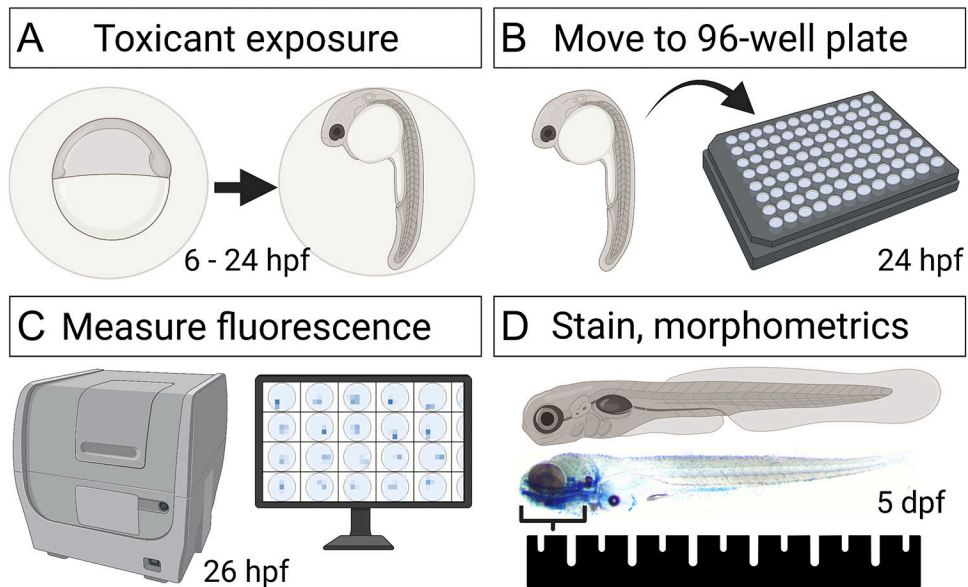 A Toxicant exposure
6 - 24 hpf
B Move to 96-well plate
24 hpf
C Measure fluorescence
26 hpf
D Stain, morphometrics
5 dpf